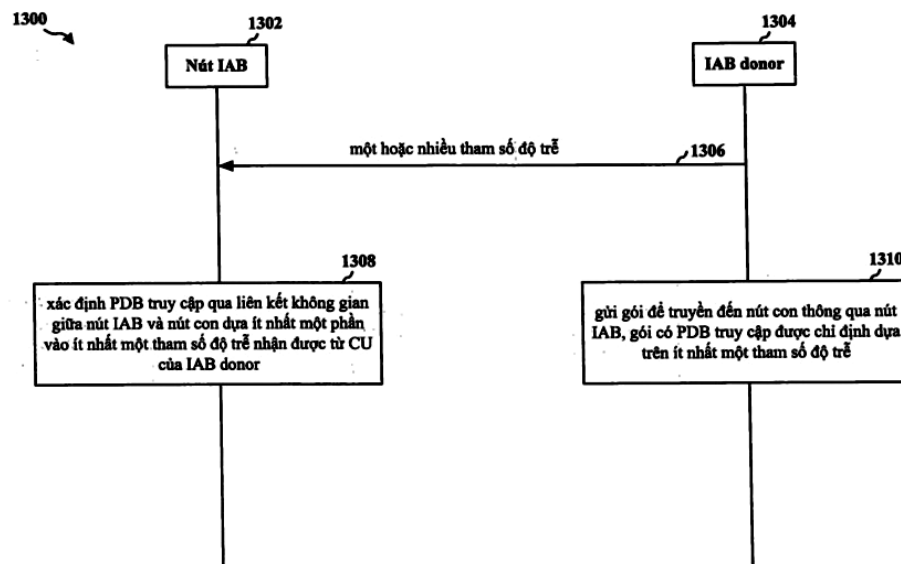 1300
1302
1304
Nút IAB
IAB donor
một hoặc nhiều tham số độ trễ
1306
1308
1310
xác định PDB truy cập qua liên kết không gian
giữa nút IAB và nút con dựa ít nhất một phần
vào ít nhất một tham số độ trễ nhận được từ CU
của IAB donor
gửi gói để truyền đến nút con thông qua nút
IAB, gói có PDB truy cập được chỉ định dựa
trên ít nhất một tham số độ trễ